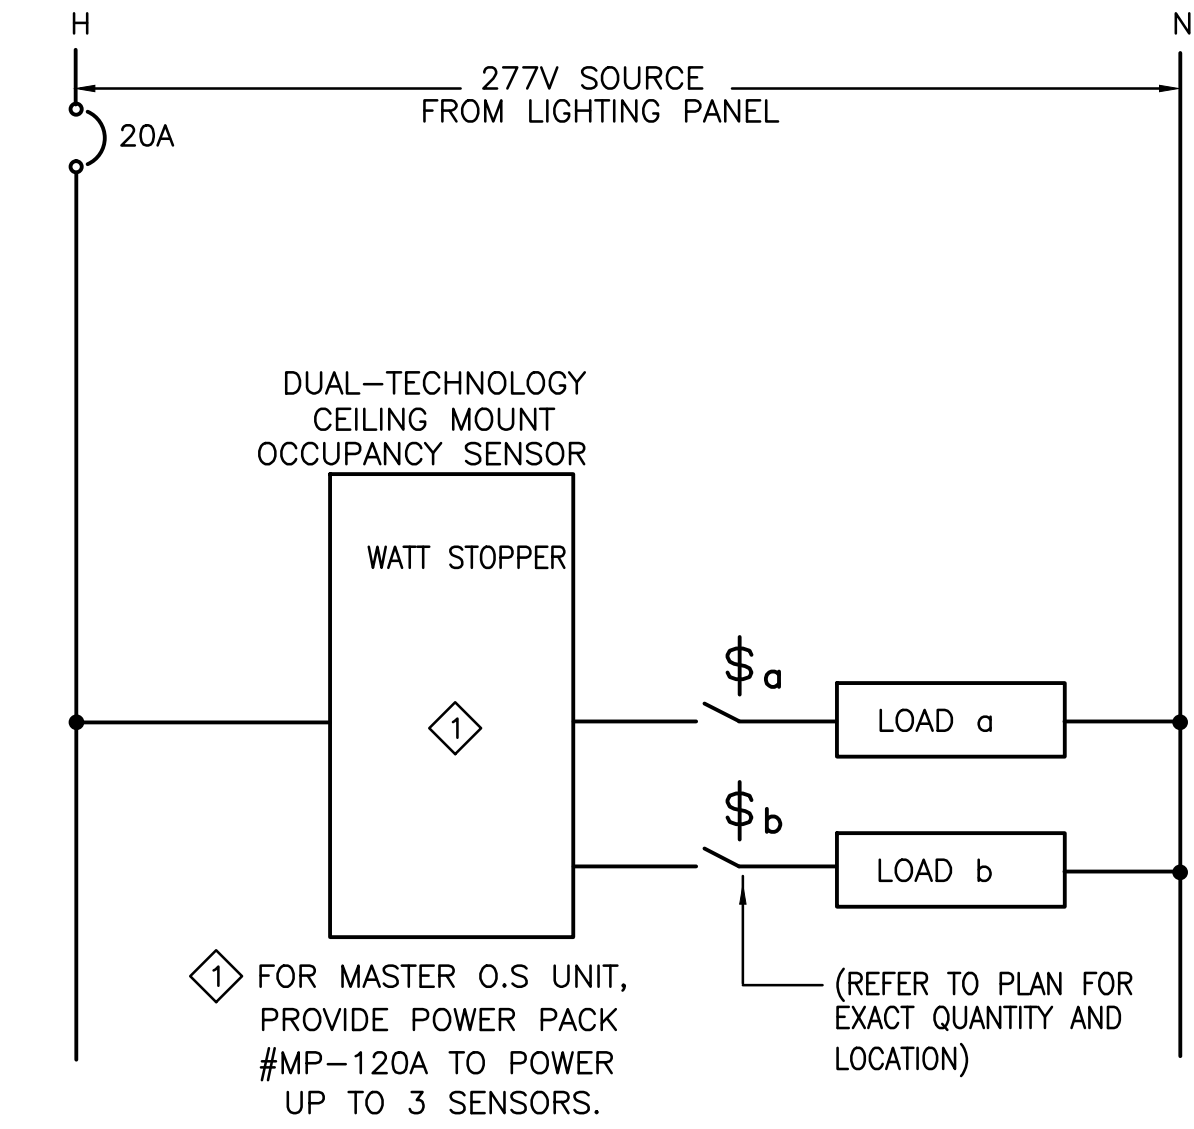 H
N
277V SOURCE
FROM LIGHTING PANEL
20A
DUAL-TECHNOLOGY
CEILING MOUNT
OCCUPANCY SENSOR
WATT STOPPER
$ a
1
LOAD a
$ b
LOAD b
1 FOR MASTER O.S UNIT,
PROVIDE POWER PACK
#MP-120A TO POWER
UP TO 3 SENSORS.
(REFER TO PLAN FOR
EXACT QUANTITY AND
LOCATION)